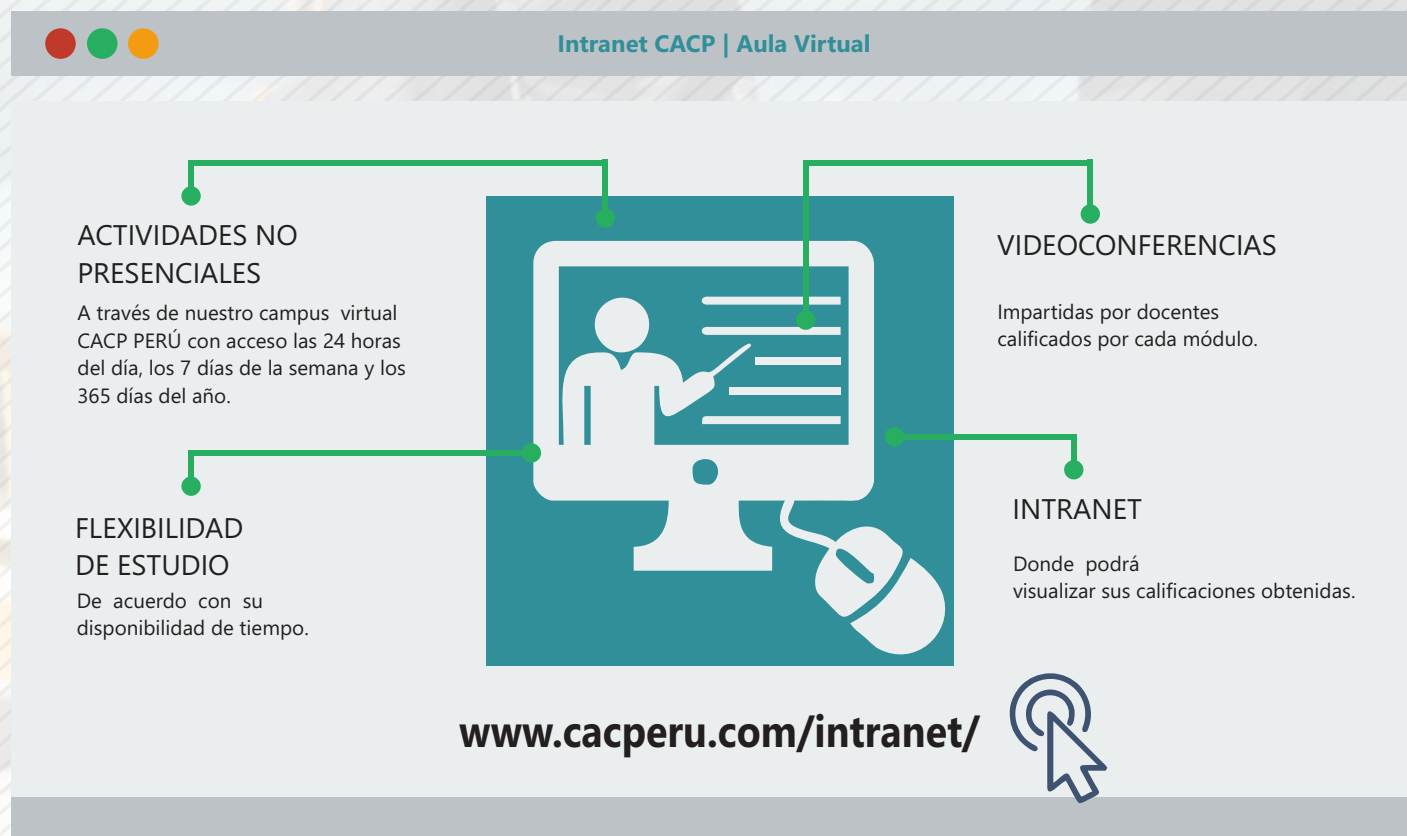 Intranet CACP | Aula Virtual
ACTIVIDADES NO
PRESENCIALES
A través de nuestro campus virtual
CACP PERÚ con acceso las 24 horas
del día, los 7 días de la semana y los
365 días del año.
FLEXIBILIDAD
DE ESTUDIO
De acuerdo con su
disponibilidad de tiempo.
VIDEOCONFERENCIAS
Impartidas por docentes
calificados por cada módulo.
INTRANET
Donde podrá
visualizar sus calificaciones obtenidas.
www.cacperu.com/intranet/